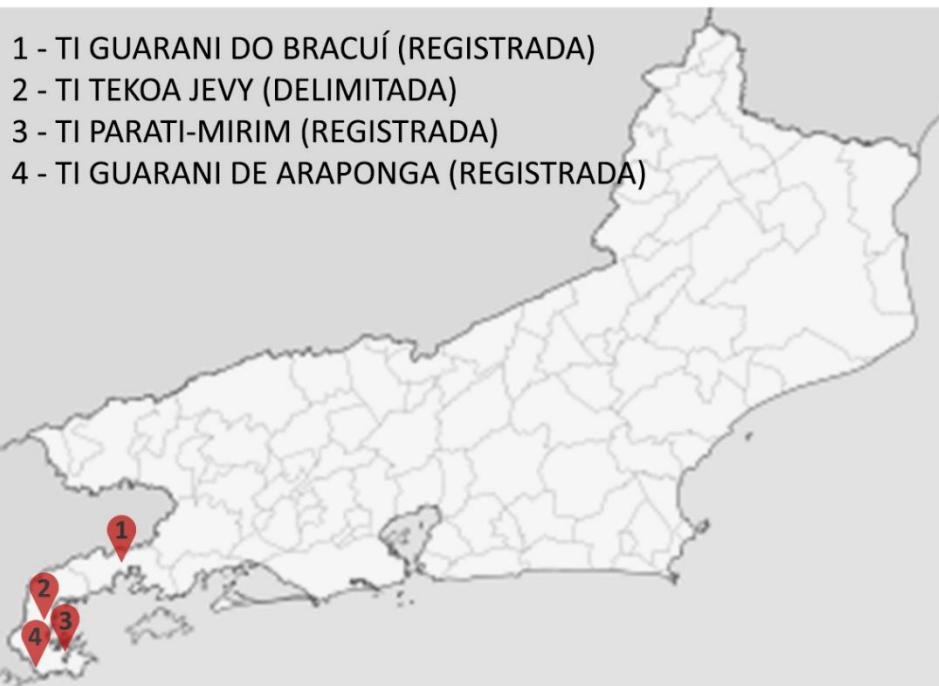 1 - TI GUARANI DO BRACUÍ (REGISTRADA)
2 - TI TEKOA JEVY (DELIMITADA)
3 - TI PARATI-MIRIM (REGISTRADA)
4 - TI GUARANI DE ARAPONGA (REGISTRADA)
1
2
3
4